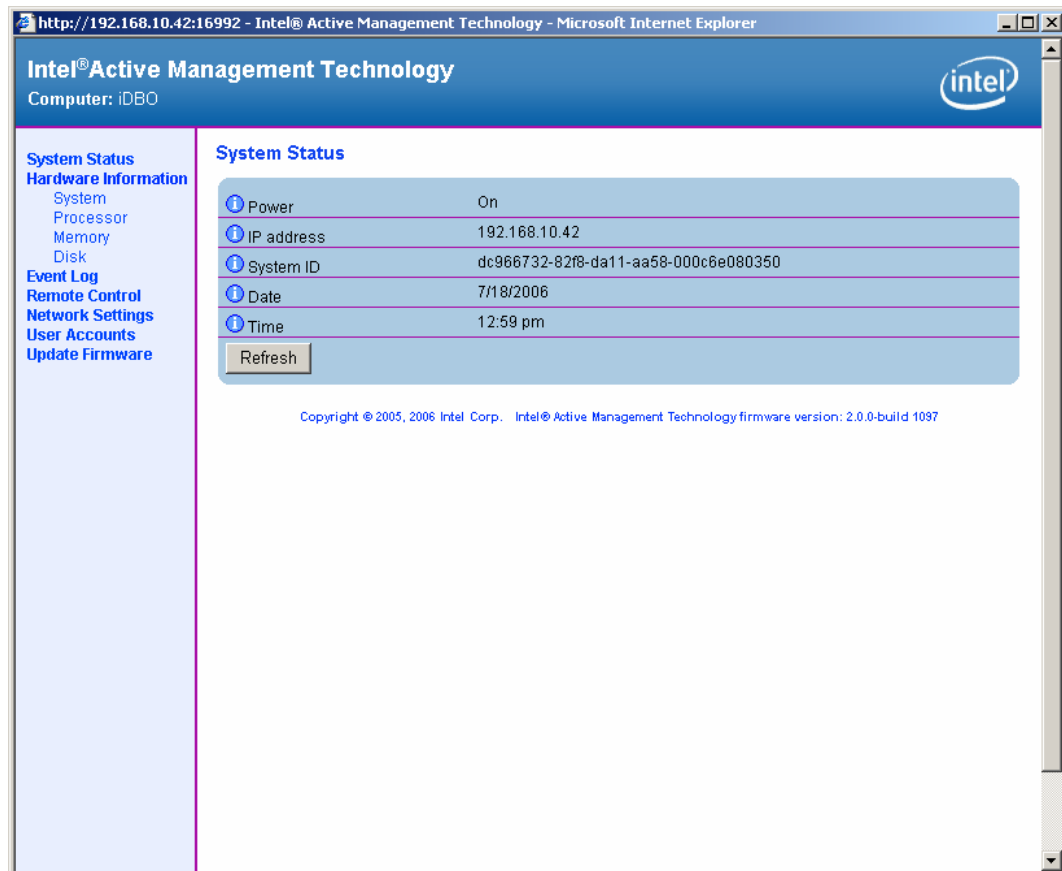 http://192.168.10.42:16992 - Intel® Active Management Technology - Microsoft Internet Explorer
Intel®Active Management Technology
Computer: iDBO
intel
System Status
Hardware Information
System
Processor
Memory
Disk
Event Log
Remote Control
Network Settings
User Accounts
Update Firmware
System Status
Power On
IP address 192.168.10.42
System ID dc966732-82f8-da11-aa58-000c6e080350
Date 7/18/2006
Time 12:59 pm
Refresh
Copyright © 2005, 2006 Intel Corp. Intel® Active Management Technology firmware version: 2.0.0-build 1097